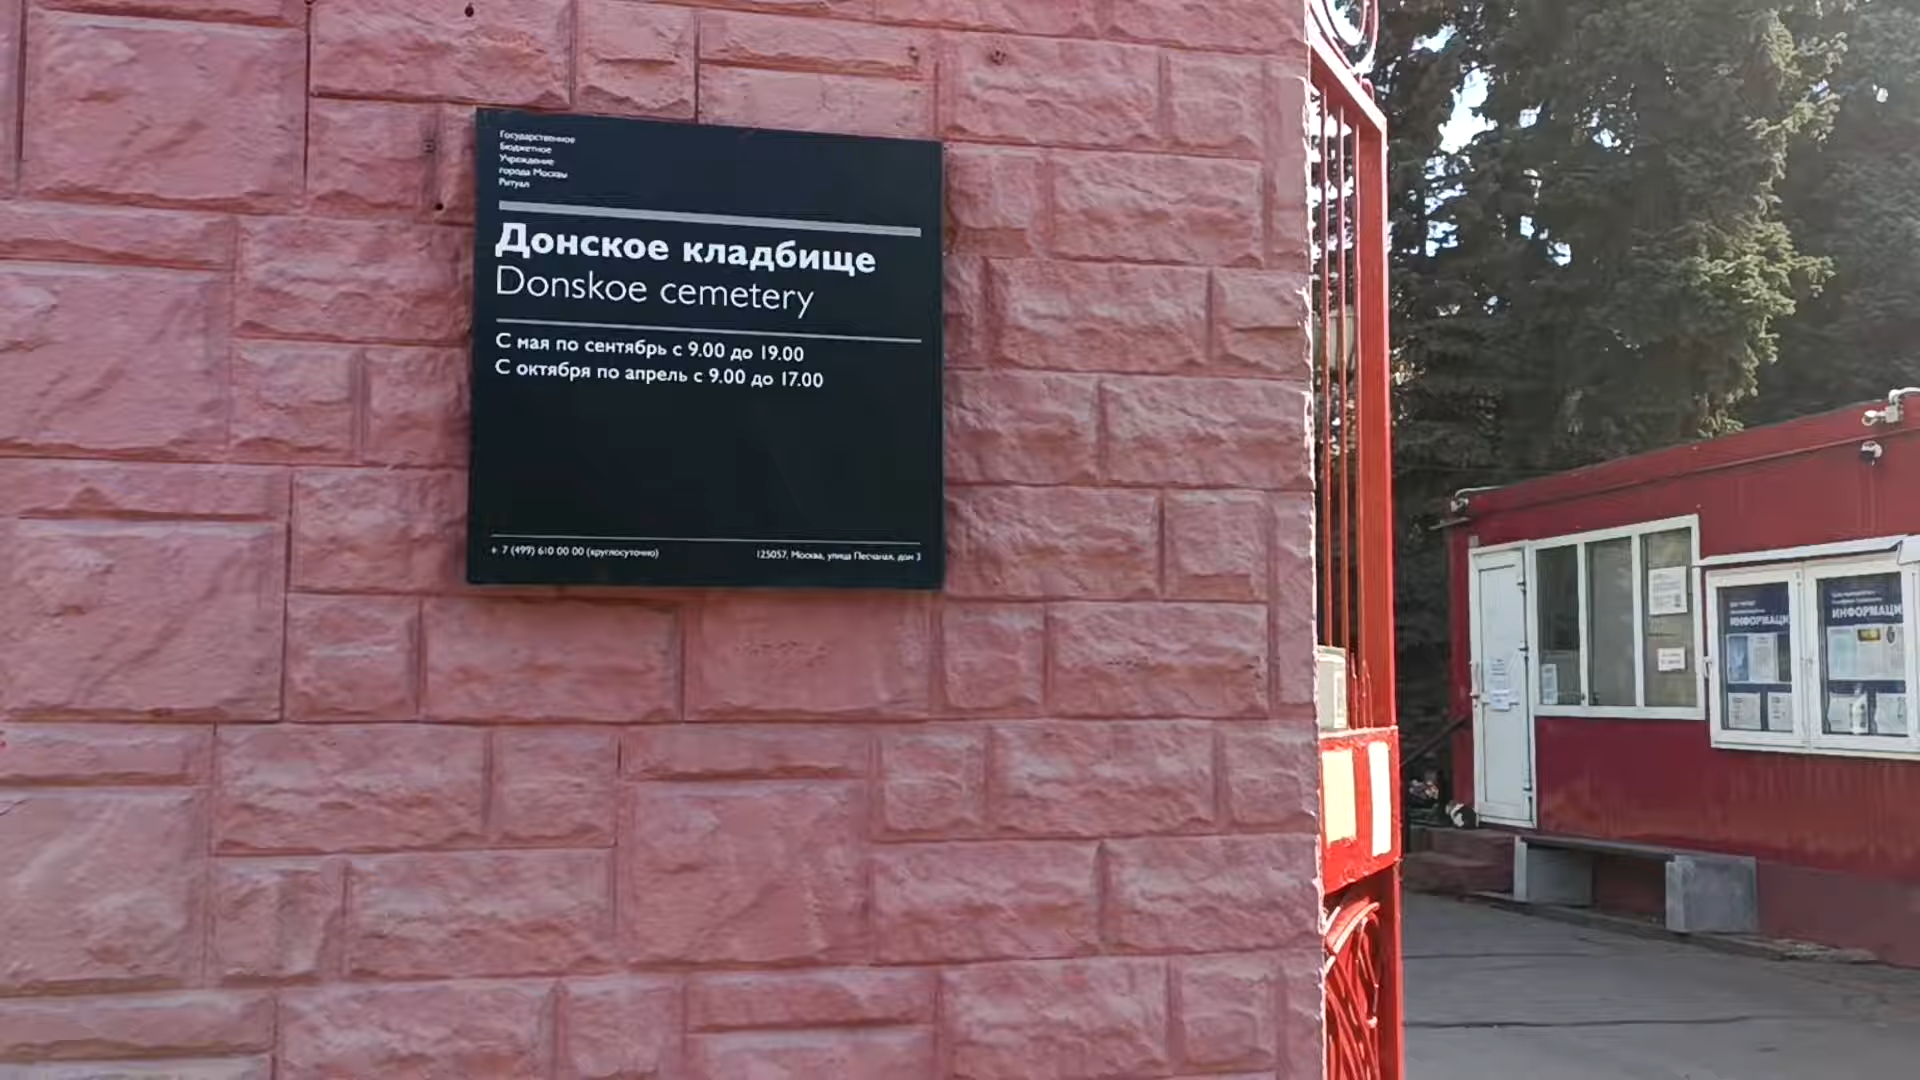 Государственное
Бюджетное
Учреждение
города Москвы
Ритуал
Донское кладбище
Donskoe cemetery
С мая по сентябрь с 9.00 до 19.00
С октября по апрель с 9.00 до 17.00
+ 7 (499) 610 00 00 (круглосуточно)
125057, Москва, улица Песчаная, дом 3
ИНФОРМАЦИ
ИНФОРМАЦИ